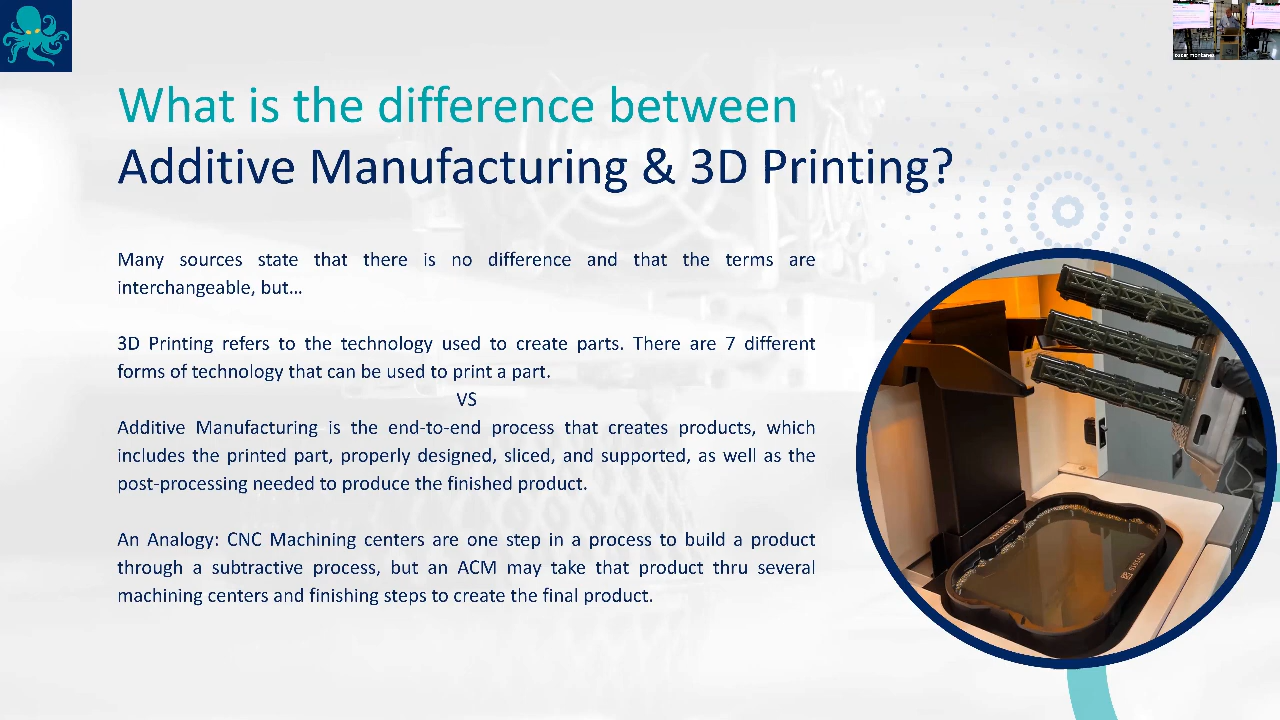 What is the difference between
Additive Manufacturing & 3D Printing?
Many sources state that there is no difference and that the terms are
interchangeable, but...
3D Printing refers to the technology used to create parts. There are 7 different
forms of technology that can be used to print a part.
VS
Additive Manufacturing is the end-to-end process that creates products, which
includes the printed part, properly designed, sliced, and supported, as well as the
post-processing needed to produce the finished product.
An Analogy: CNC Machining centers are one step in a process to build a product
through a subtractive process, but an ACM may take that product thru several
machining centers and finishing steps to create the final product.